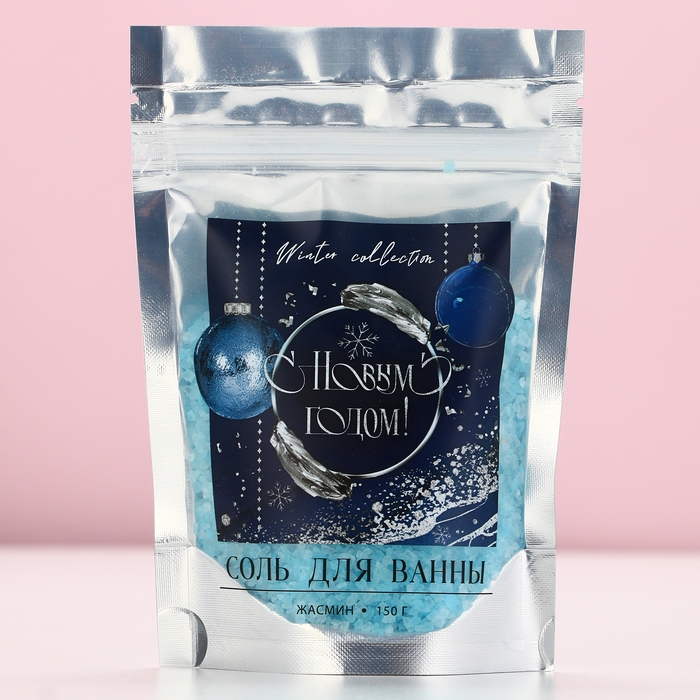 Winter collection
С Новым
годом!
СОЛЬ ДЛЯ ВАННЫ
ЖАСМИН • 150 Г